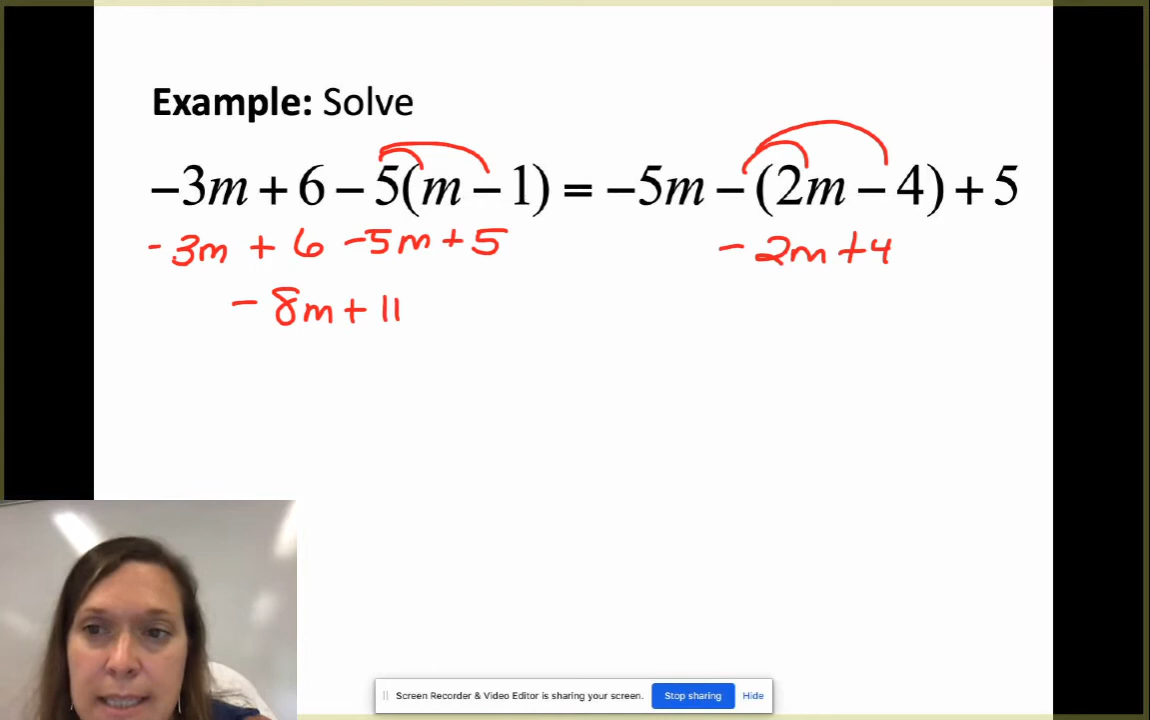 Example: Solve
−3m + 6 − 5(m − 1) = −5m − (2m − 4) + 5
-3m + 6 -5m + 5
-2m + 4
-8m + 11
Screen Recorder & Video Editor is sharing your screen. Stop sharing Hide